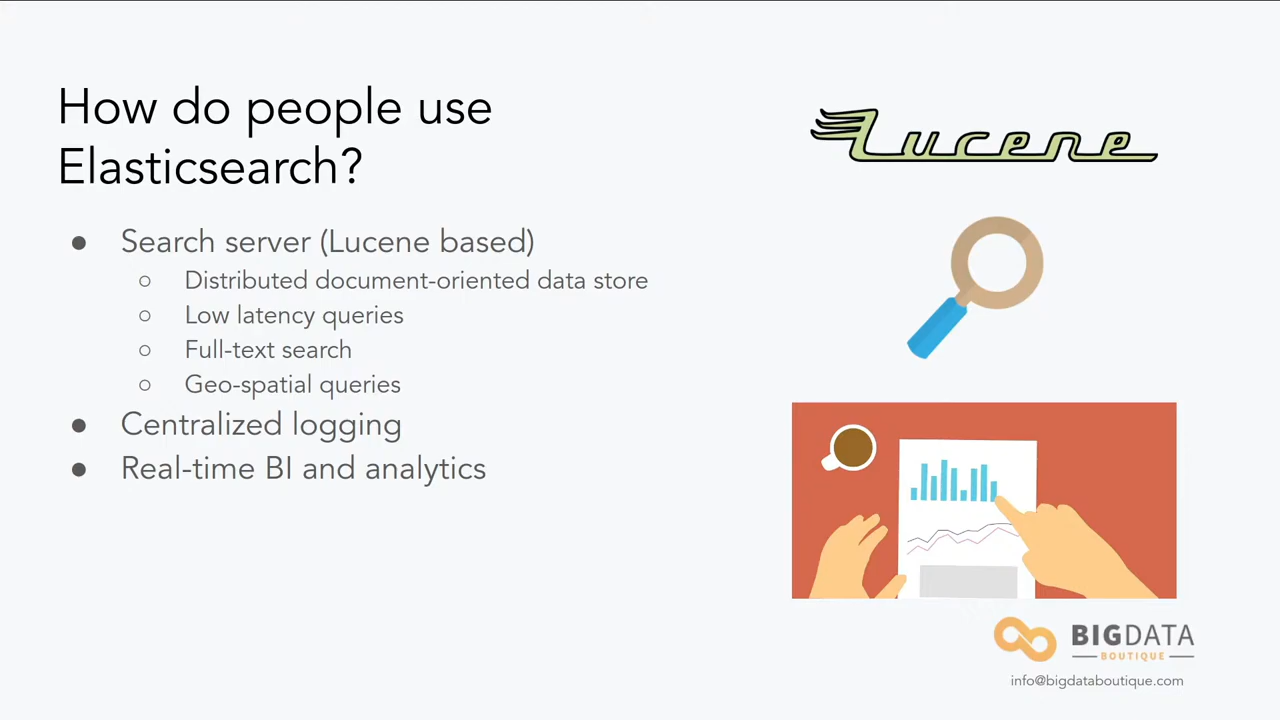 How do people use
Elasticsearch?
● Search server (Lucene based)
○ Distributed document-oriented data store
○ Low latency queries
○ Full-text search
○ Geo-spatial queries
● Centralized logging
● Real-time BI and analytics
Lucene
BIGDATA
BOUTIQUE
info@bigdataboutique.com